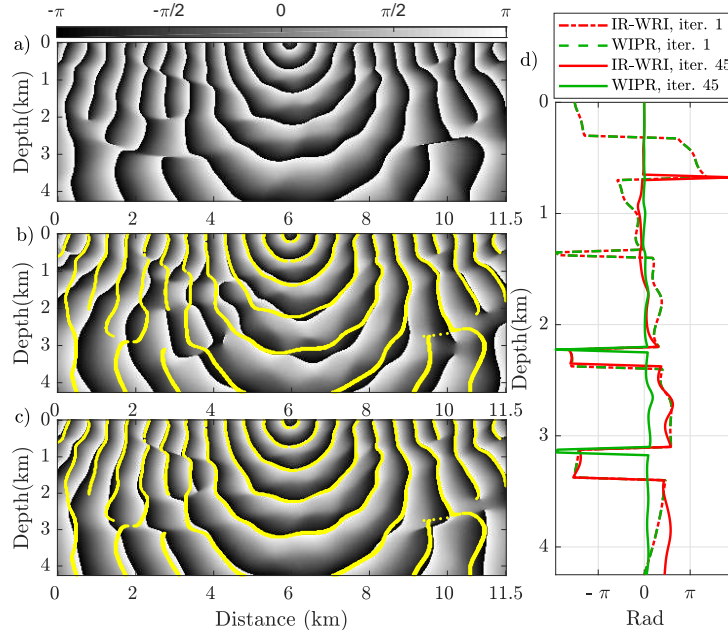 -π -π/2 0 π/2 π
a)
Depth(km)
0
1
2
3
4
0 2 4 6 8 10 11.5
b)
Depth(km)
0
1
2
3
4
0 2 4 6 8 10 11.5
c)
Depth(km)
0
1
2
3
4
0 2 4 6 8 10 11.5
Distance (km)
IR-WRI, iter. 1
WIPR, iter. 1
IR-WRI, iter. 45
WIPR, iter. 45
d)
Depth(km)
0
1
2
3
4
- π 0 π
Rad